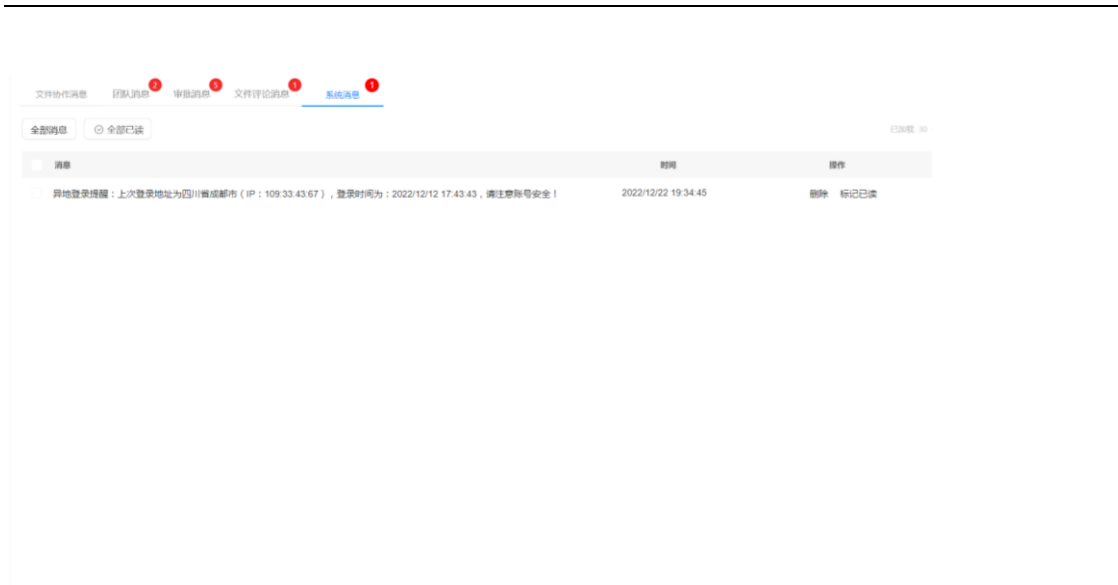 文件协作消息 团队消息 2 审批消息 5 文件评论消息 1 系统消息 1
全部消息 全部已读 已加载 30
消息 时间 操作
异地登录提醒：上次登录地址为四川省成都市（IP：109:33:43:67），登录时间为：2022/12/12 17:43:43，请注意账号安全！ 2022/12/22 19:34:45 删除 标记已读